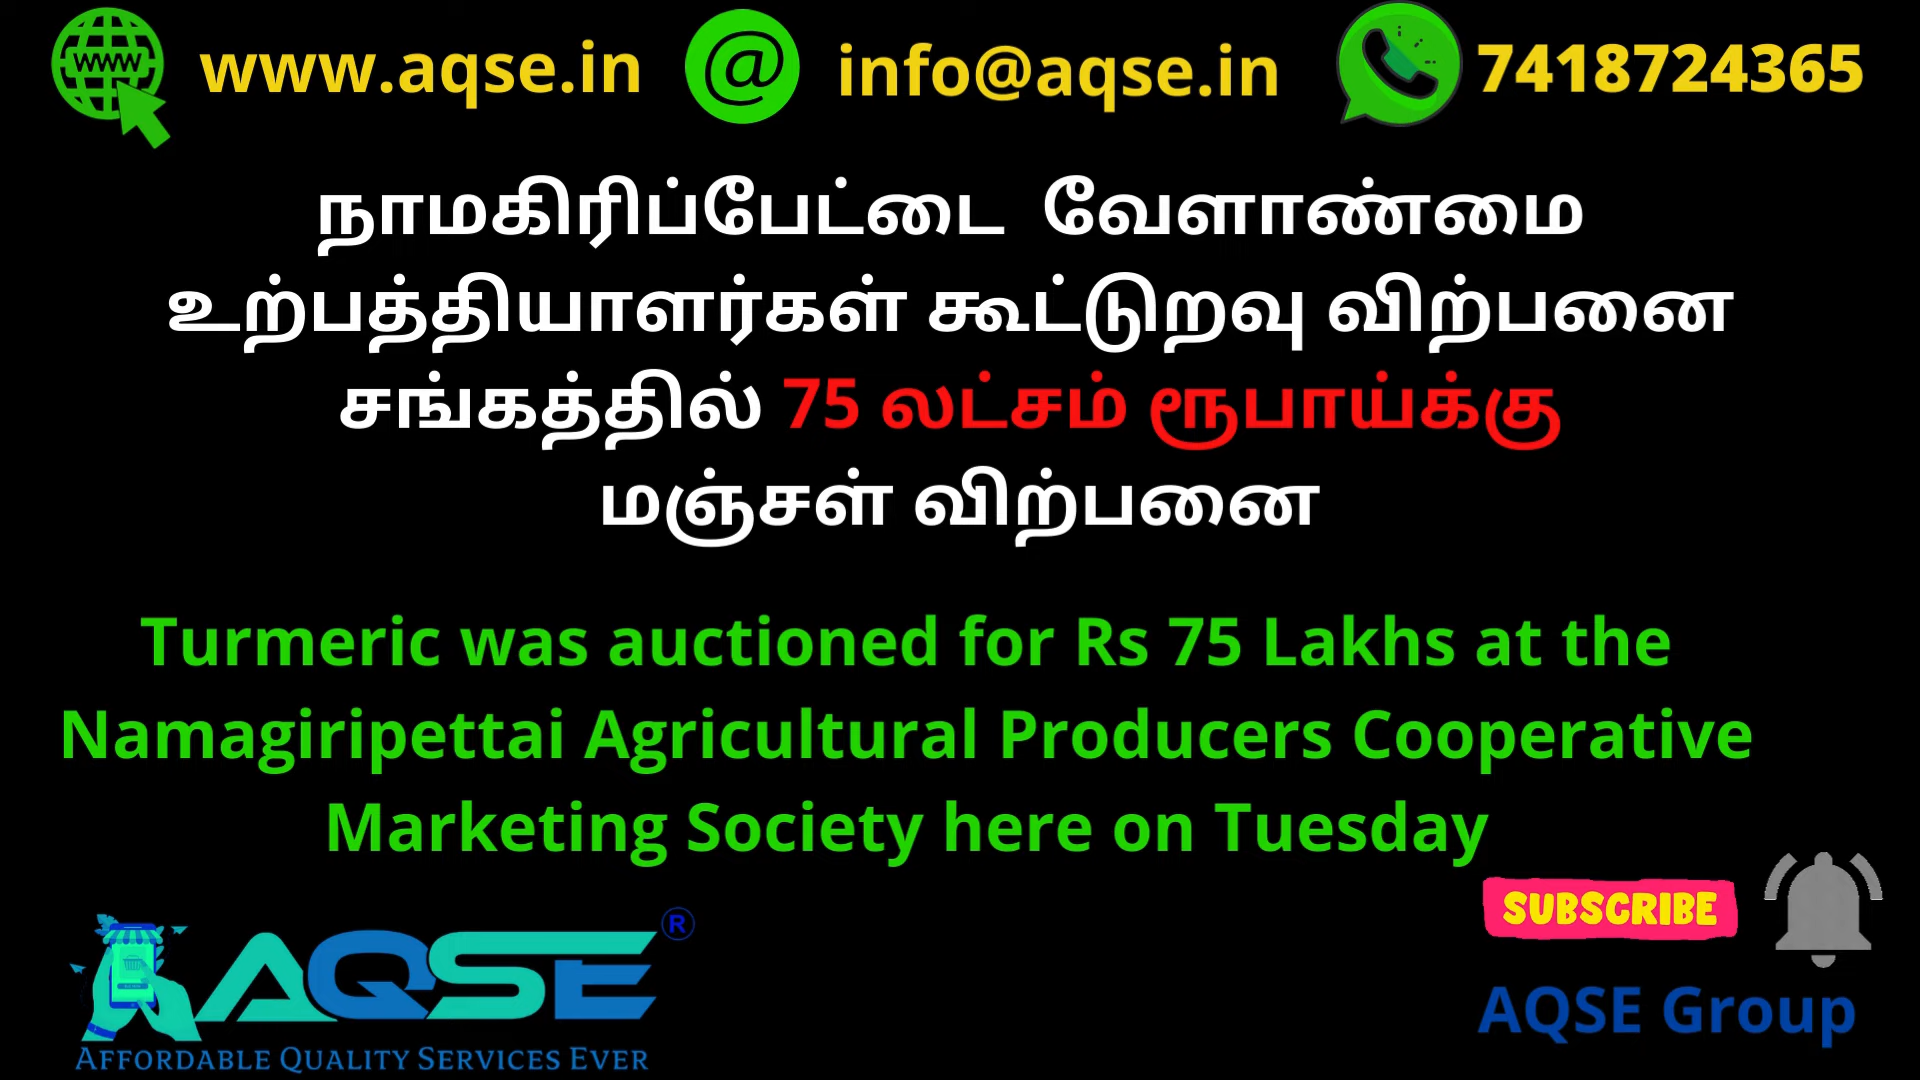 www.aqse.in
info@aqse.in
7418724365
நாமகிரிப்பேட்டை வேளாண்மை
உற்பத்தியாளர்கள் கூட்டுறவு விற்பனை
சங்கத்தில் 75 லட்சம் ரூபாய்க்கு
மஞ்சள் விற்பனை
Turmeric was auctioned for Rs 75 Lakhs at the
Namagiripettai Agricultural Producers Cooperative
Marketing Society here on Tuesday
SUBSCRIBE
AQSE ®
AFFORDABLE QUALITY SERVICES EVER
AQSE Group